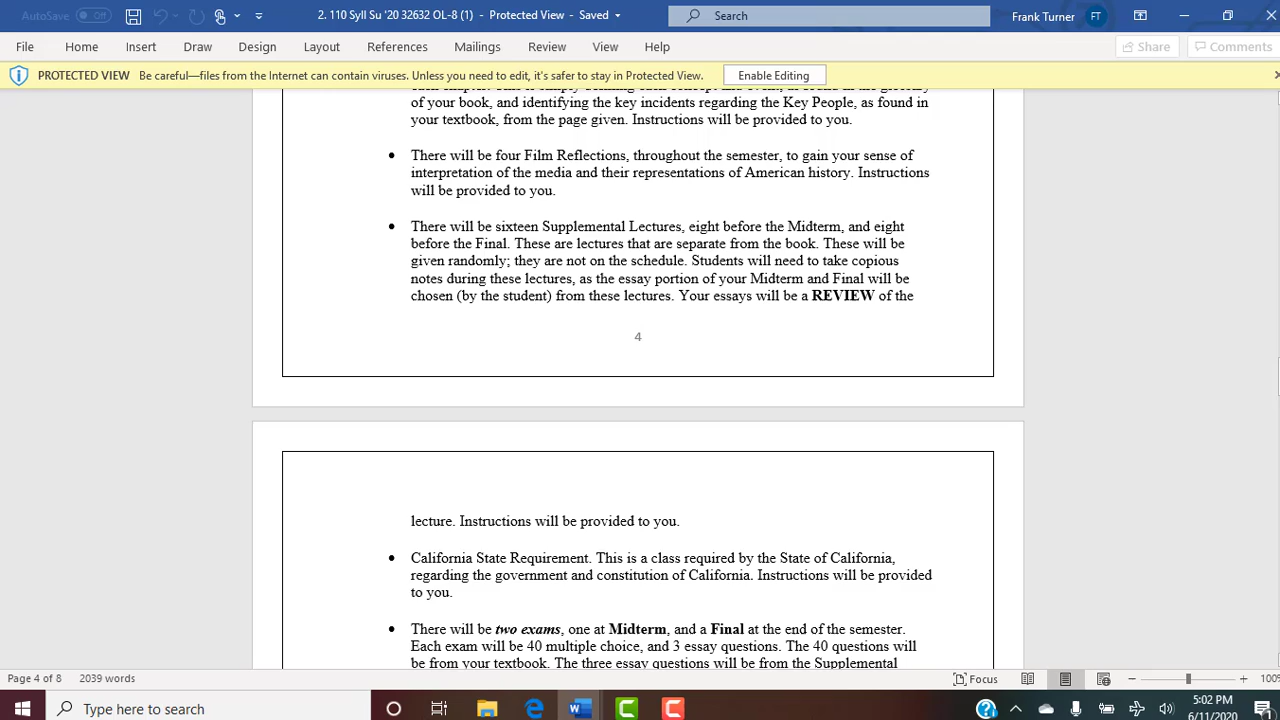 AutoSave Off
2. 110 Syll Su '20 32632 OL-8 (1) - Protected View - Saved
Search
Frank Turner FT
File Home Insert Draw Design Layout References Mailings Review View Help
Share Comments
PROTECTED VIEW Be careful—files from the Internet can contain viruses. Unless you need to edit, it's safer to stay in Protected View. Enable Editing
of your book, and identifying the key incidents regarding the Key People, as found in
your textbook, from the page given. Instructions will be provided to you.
• There will be four Film Reflections, throughout the semester, to gain your sense of
interpretation of the media and their representations of American history. Instructions
will be provided to you.
• There will be sixteen Supplemental Lectures, eight before the Midterm, and eight
before the Final. These are lectures that are separate from the book. These will be
given randomly; they are not on the schedule. Students will need to take copious
notes during these lectures, as the essay portion of your Midterm and Final will be
chosen (by the student) from these lectures. Your essays will be a REVIEW of the
4
lecture. Instructions will be provided to you.
• California State Requirement. This is a class required by the State of California,
regarding the government and constitution of California. Instructions will be provided
to you.
• There will be two exams, one at Midterm, and a Final at the end of the semester.
Each exam will be 40 multiple choice, and 3 essay questions. The 40 questions will
be from your textbook. The three essay questions will be from the Supplemental
Page 4 of 8 2039 words
Focus
100%
Type here to search
5:02 PM
6/11/2020